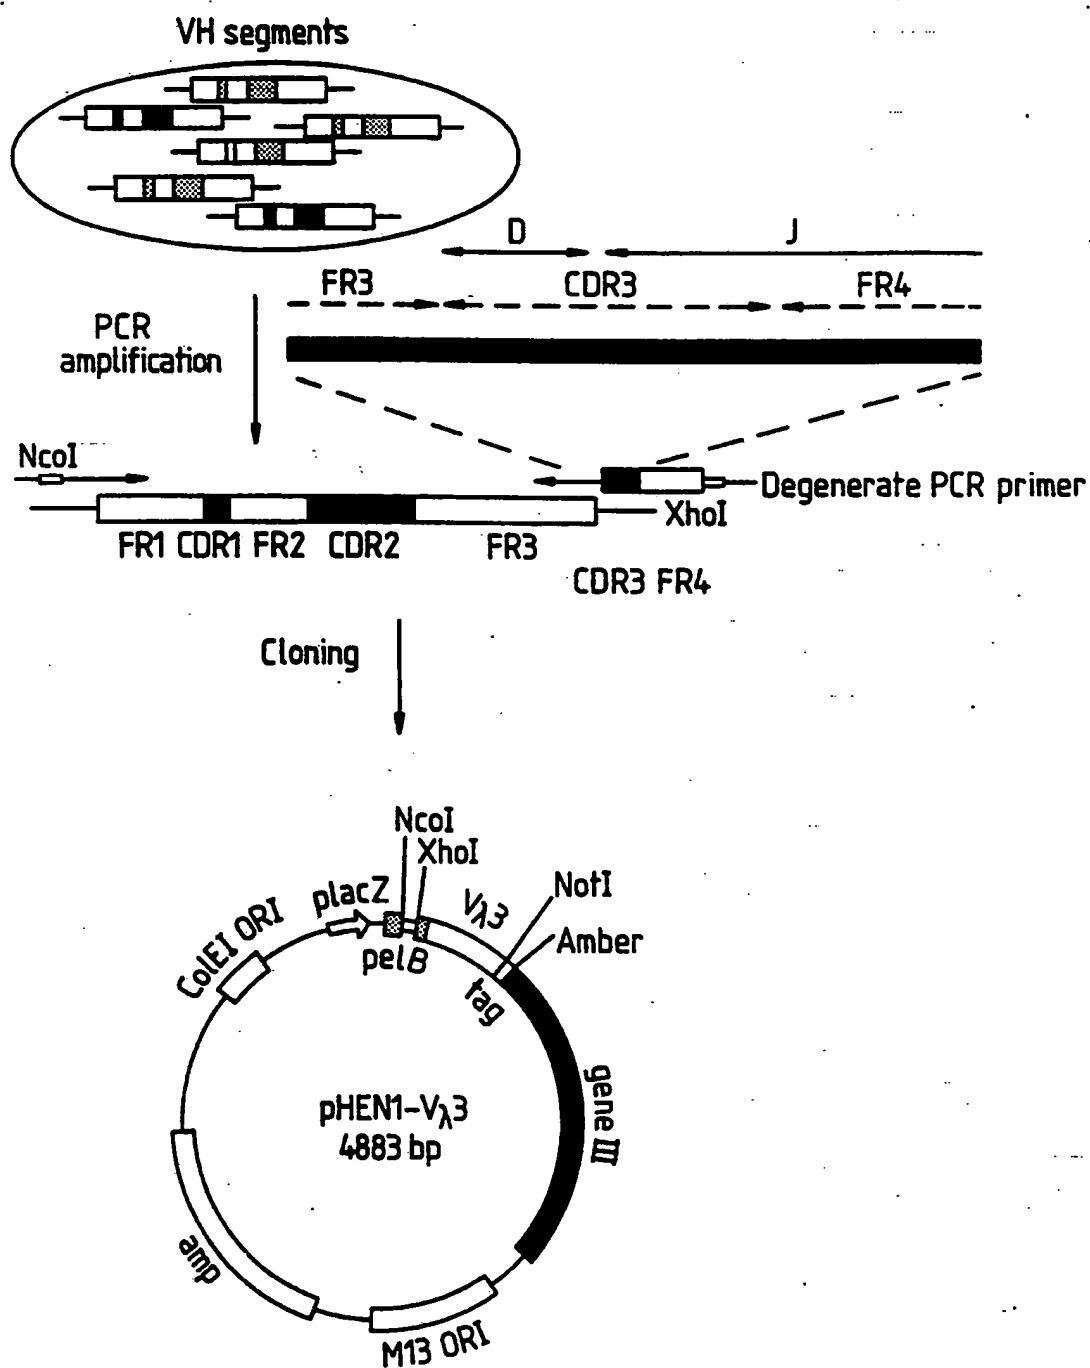 VH segments
D
J
FR3
CDR3
FR4
PCR
amplification
NcoI
Degenerate PCR primer
XhoI
FR1 CDR1 FR2 CDR2 FR3
CDR3 FR4
Cloning
NcoI
XhoI
placZ
Vλ3
NotI
Amber
ColEI ORI
pelB
tag
gene III
pHEN1-Vλ3
4883 bp
amp
M13 ORI